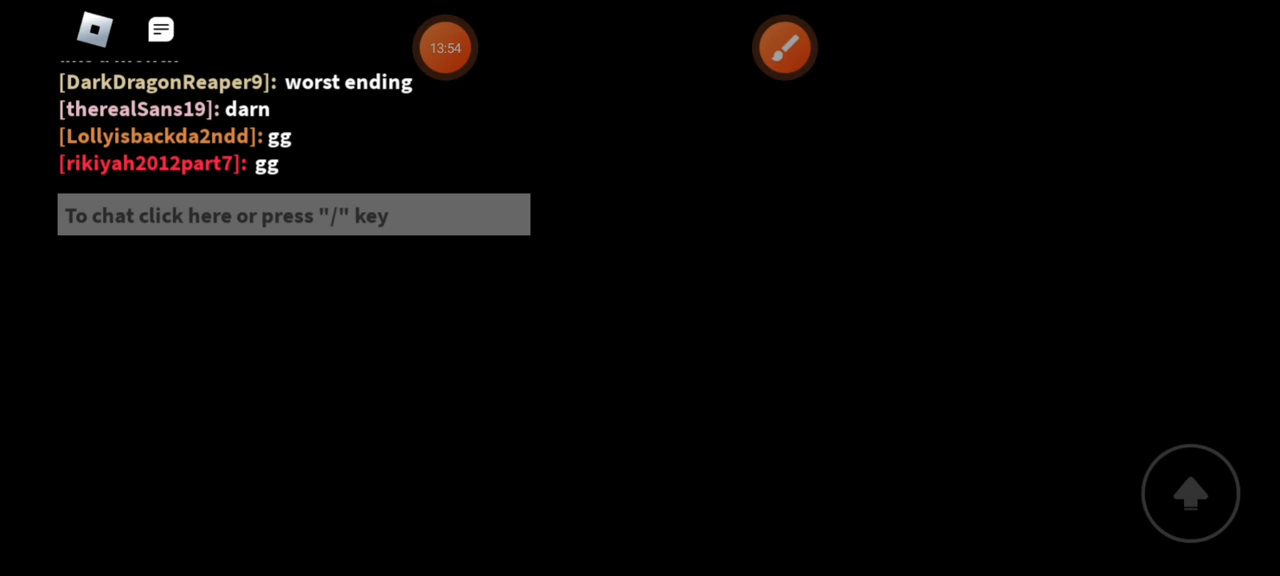 13:54
[DarkDragonReaper9]: worst ending
[therealSans19]: darn
[Lollyisbackda2ndd]: gg
[rikiyah2012part7]: gg
To chat click here or press "/" key